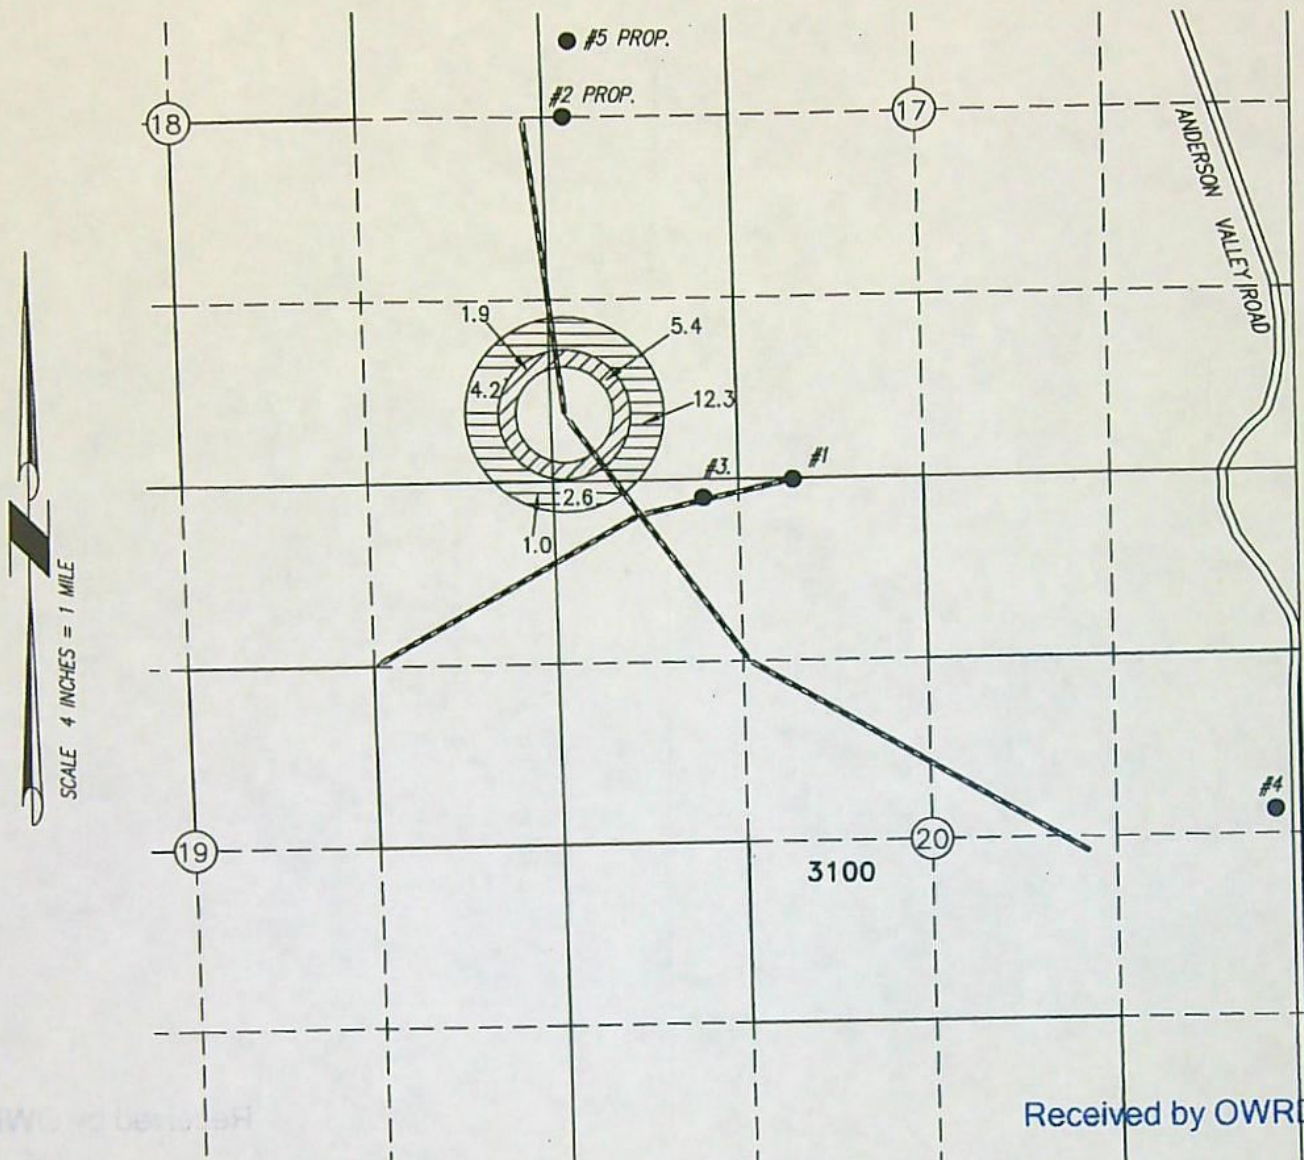 #5 PROP.
#2 PROP.
18
17
ANDERSON VALLEY ROAD
1.9
5.4
4.2
12.3
#3.
#1
2.6
1.0
SCALE 4 INCHES = 1 MILE
#4
19
20
3100
Received by OWRD